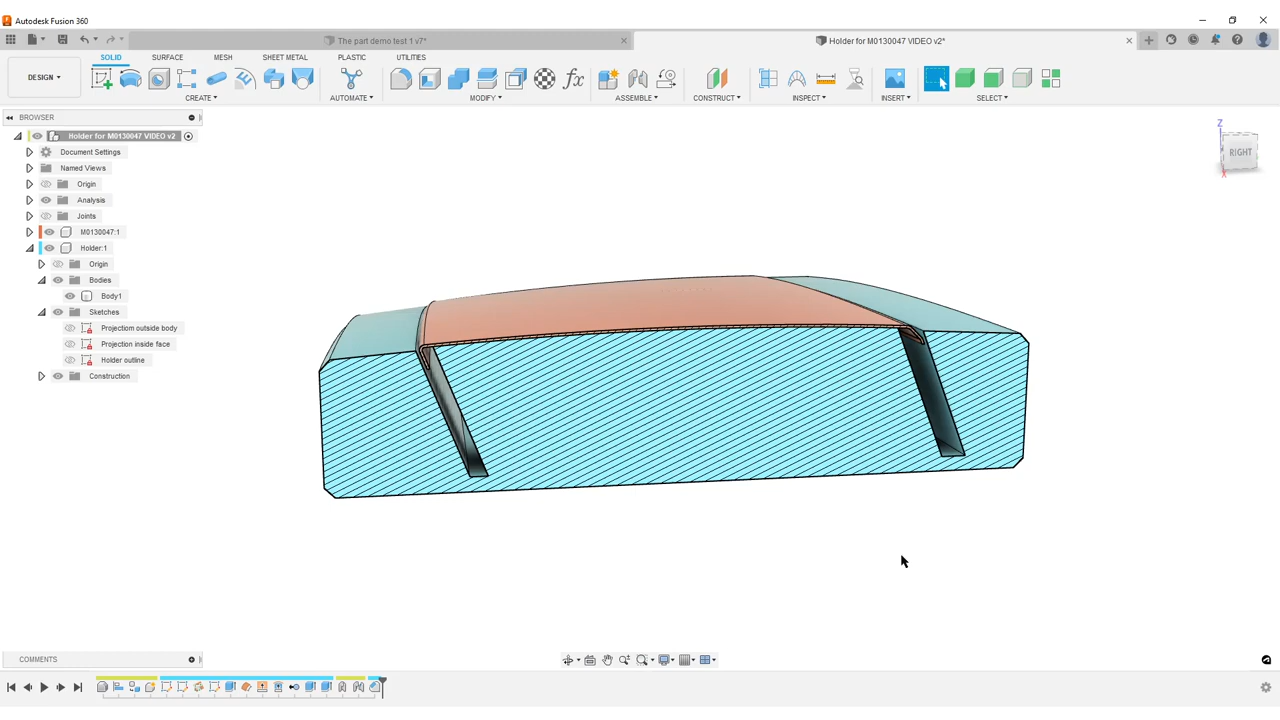 Autodesk Fusion 360
The part demo test 1 v7*
Holder for M0130047 VIDEO v2*
DESIGN
SOLID
SURFACE
MESH
SHEET METAL
PLASTIC
UTILITIES
fx
CREATE
AUTOMATE
MODIFY
ASSEMBLE
CONSTRUCT
INSPECT
INSERT
SELECT
BROWSER
Holder for M0130047 VIDEO v2
Document Settings
Named Views
Origin
Analysis
Joints
M0130047:1
Holder:1
Origin
Bodies
Body1
Sketches
Projectiom outside body
Projection inside face
Holder outline
Construction
Z
RIGHT
X
COMMENTS